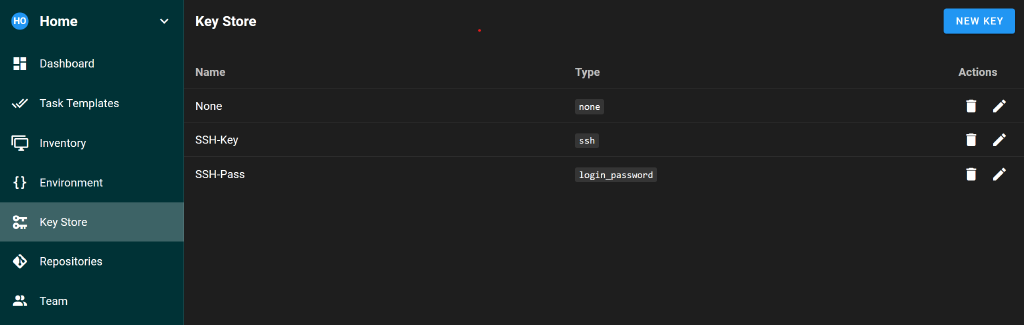 HO Home
Key Store
NEW KEY
Dashboard
Task Templates
Inventory
Environment
Key Store
Repositories
Team
Name Type Actions
None none
SSH-Key ssh
SSH-Pass login_password